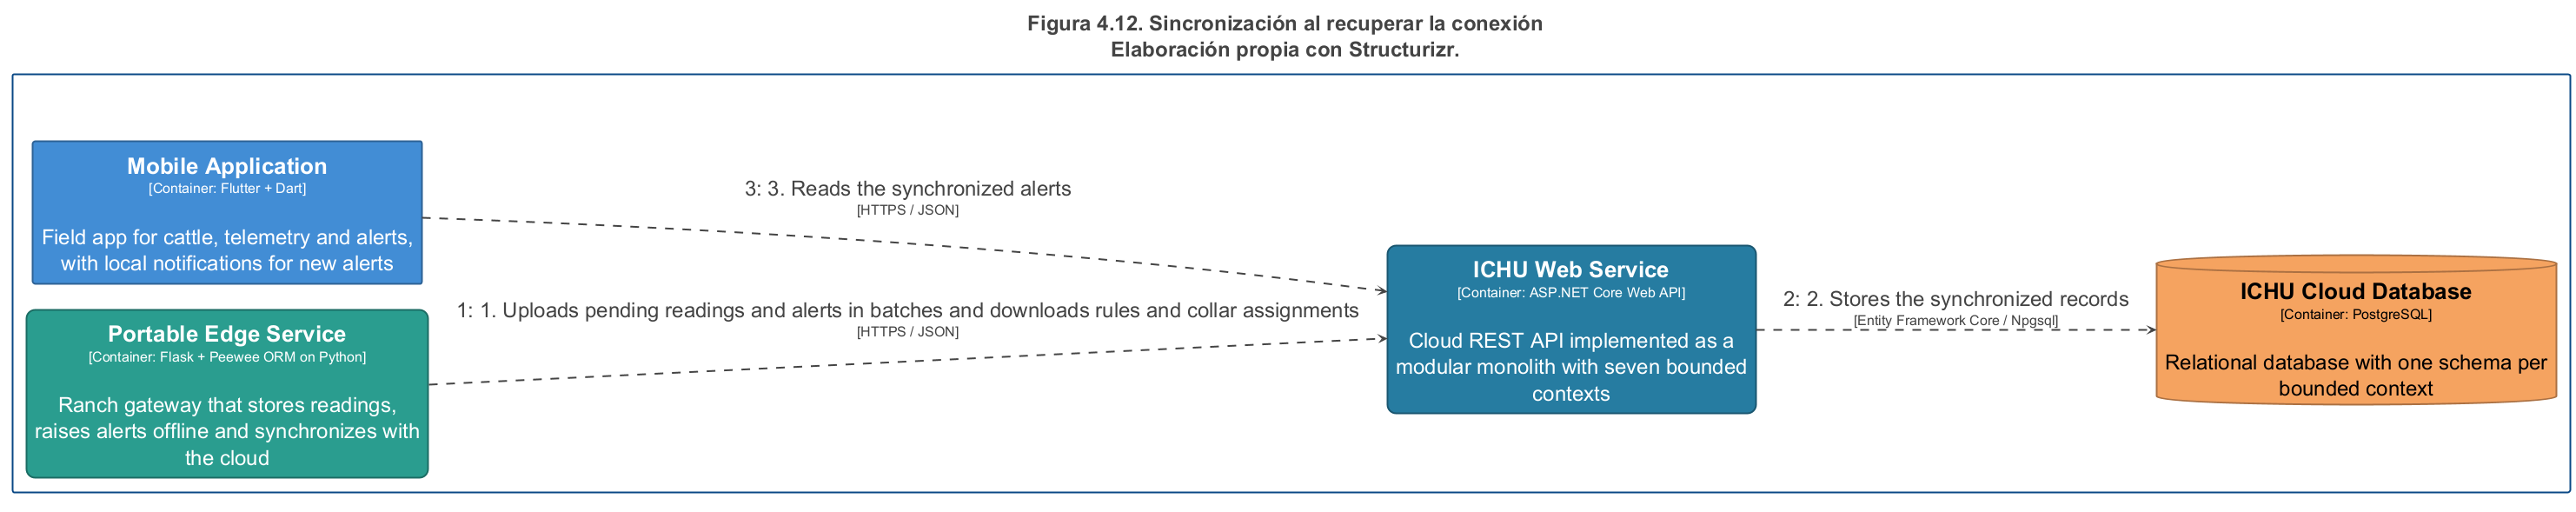 Figura 4.12. Sincronización al recuperar la conexión
Elaboración propia con Structurizr.
Mobile Application
[Container: Flutter + Dart]
Field app for cattle, telemetry and alerts,
with local notifications for new alerts
3: 3. Reads the synchronized alerts
[HTTPS / JSON]
Portable Edge Service
[Container: Flask + Peewee ORM on Python]
Ranch gateway that stores readings,
raises alerts offline and synchronizes with
the cloud
1: 1. Uploads pending readings and alerts in batches and downloads rules and collar assignments
[HTTPS / JSON]
ICHU Web Service
[Container: ASP.NET Core Web API]
Cloud REST API implemented as a
modular monolith with seven bounded
contexts
2: 2. Stores the synchronized records
[Entity Framework Core / Npgsql]
ICHU Cloud Database
[Container: PostgreSQL]
Relational database with one schema per
bounded context